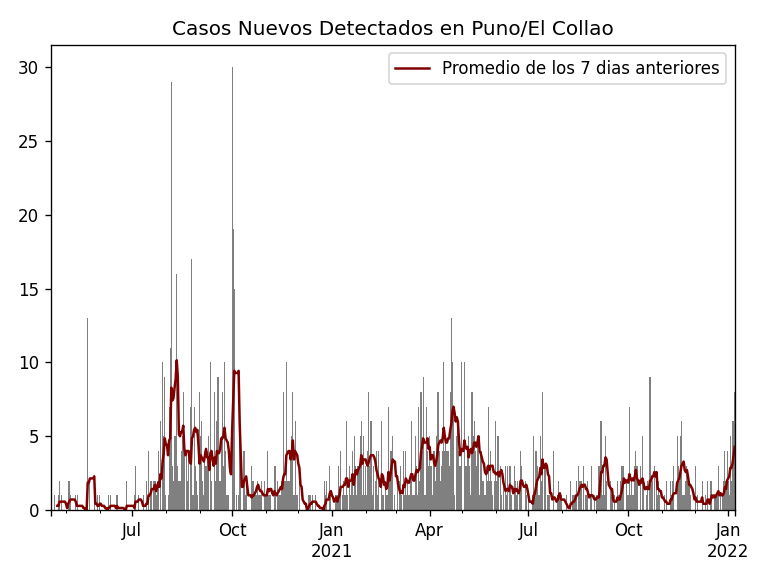 Casos Nuevos Detectados en Puno/El Collao
Promedio de los 7 dias anteriores
30
25
20
15
10
5
0
Jul
Oct
Jan
2021
Apr
Jul
Oct
Jan
2022